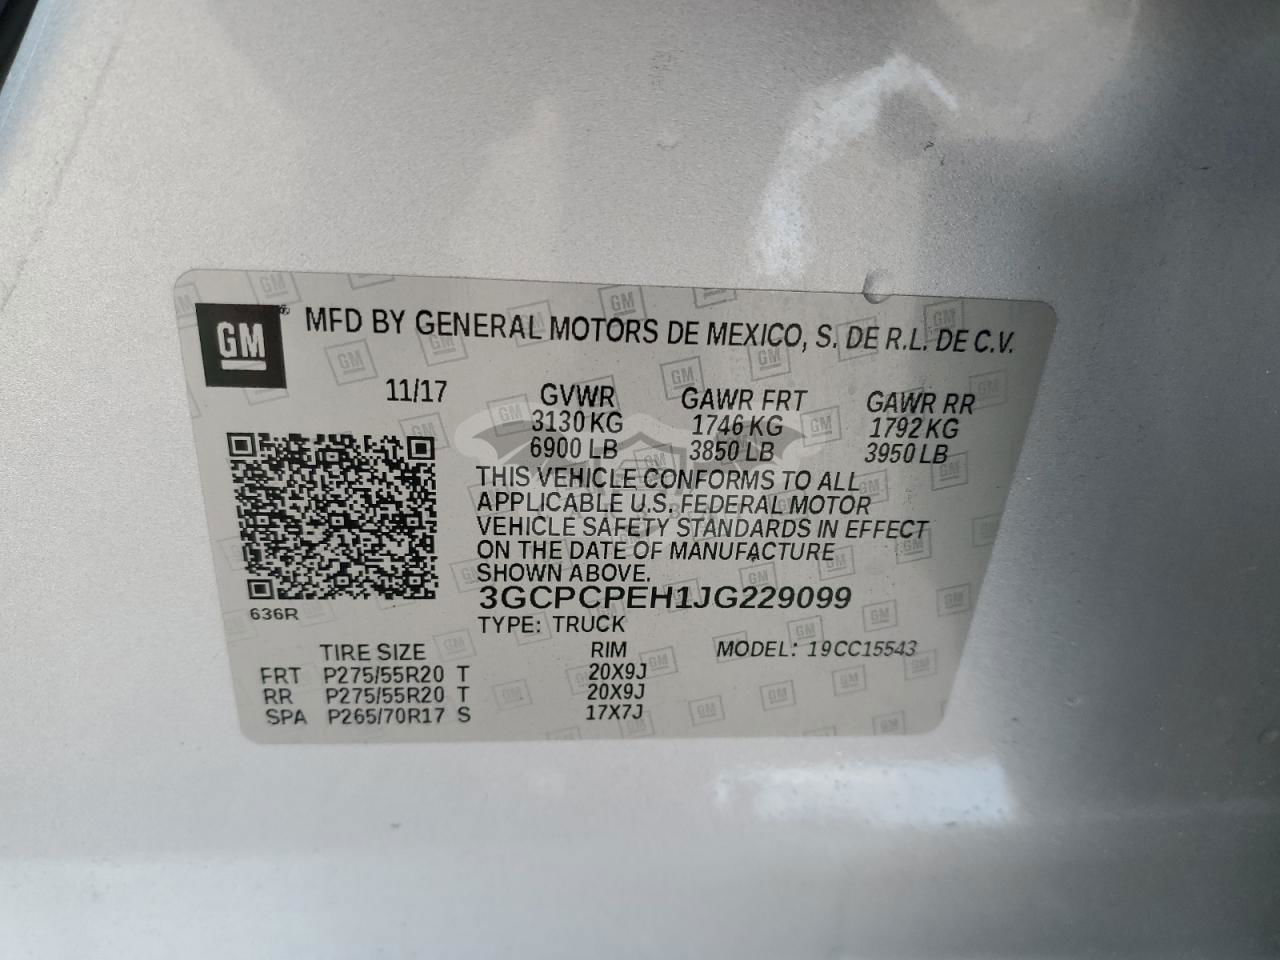 GM MFD BY GENERAL MOTORS DE MEXICO, S. DE R.L. DE C.V.
11/17 GVWR GAWR FRT GAWR RR
3130 KG 1746 KG 1792 KG
6900 LB 3850 LB 3950 LB
THIS VEHICLE CONFORMS TO ALL
APPLICABLE U.S. FEDERAL MOTOR
VEHICLE SAFETY STANDARDS IN EFFECT
ON THE DATE OF MANUFACTURE
SHOWN ABOVE.
3GCPCPEH1JG229099
636R
TYPE: TRUCK
TIRE SIZE RIM MODEL: 19CC15543
FRT P275/55R20 T 20X9J
RR P275/55R20 T 20X9J
SPA P265/70R17 S 17X7J